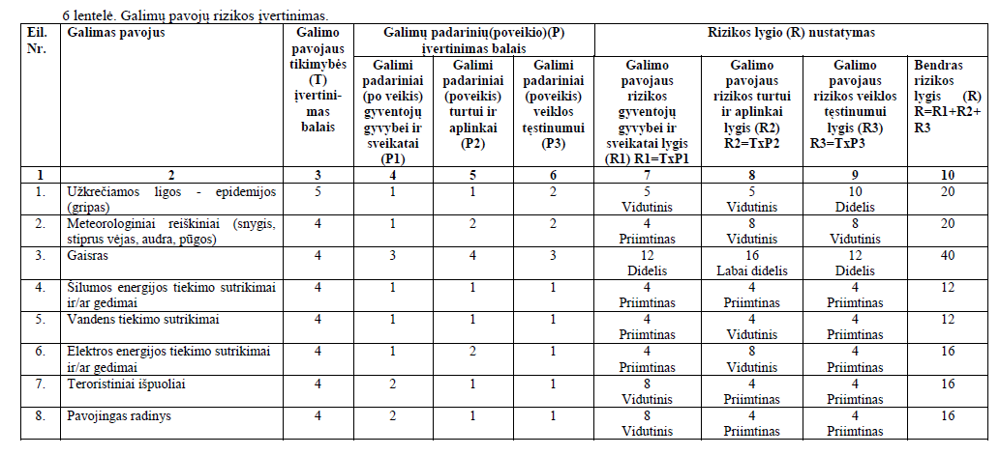 6 lentelė. Galimų pavojų rizikos įvertinimas.
Eil. Nr.
Galimas pavojus
Galimo pavojaus tikimybės (T) įvertini- mas balais
Galimų padarinių(poveikio)(P) įvertinimas balais
Rizikos lygio (R) nustatymas
Galimi padariniai (po veikis) gyventojų gyvybei ir sveikatai (P1)
Galimi padariniai (poveikis) turtui ir aplinkai (P2)
Galimi padariniai (poveikis) veiklos tęstinumui (P3)
Galimo pavojaus rizikos gyventojų gyvybei ir sveikatai lygis (R1) R1=TxP1
Galimo pavojaus rizikos turtui ir aplinkai lygis (R2) R2=TxP2
Galimo pavojaus rizikos veiklos tęstinumui lygis (R3) R3=TxP3
Bendras rizikos lygis (R) R=R1+R2+ R3
1 2 3 4 5 6 7 8 9 10
1. Užkrečiamos ligos - epidemijos (gripas) 5 1 1 2 5 Vidutinis 5 Vidutinis 10 Didelis 20
2. Meteorologiniai reiškiniai (snygis, stiprus vėjas, audra, pūgos) 4 1 2 2 4 Priimtinas 8 Vidutinis 8 Vidutinis 20
3. Gaisras 4 3 4 3 12 Didelis 16 Labai didelis 12 Didelis 40
4. Šilumos energijos tiekimo sutrikimai ir/ar gedimai 4 1 1 1 4 Priimtinas 4 Priimtinas 4 Priimtinas 12
5. Vandens tiekimo sutrikimai 4 1 1 1 4 Priimtinas 4 Vidutinis 4 Priimtinas 12
6. Elektros energijos tiekimo sutrikimai ir/ar gedimai 4 1 2 1 4 Priimtinas 8 Vidutinis 4 Priimtinas 16
7. Teroristiniai išpuoliai 4 2 1 1 8 Vidutinis 4 Priimtinas 4 Priimtinas 16
8. Pavojingas radinys 4 2 1 1 8 Vidutinis 4 Priimtinas 4 Priimtinas 16